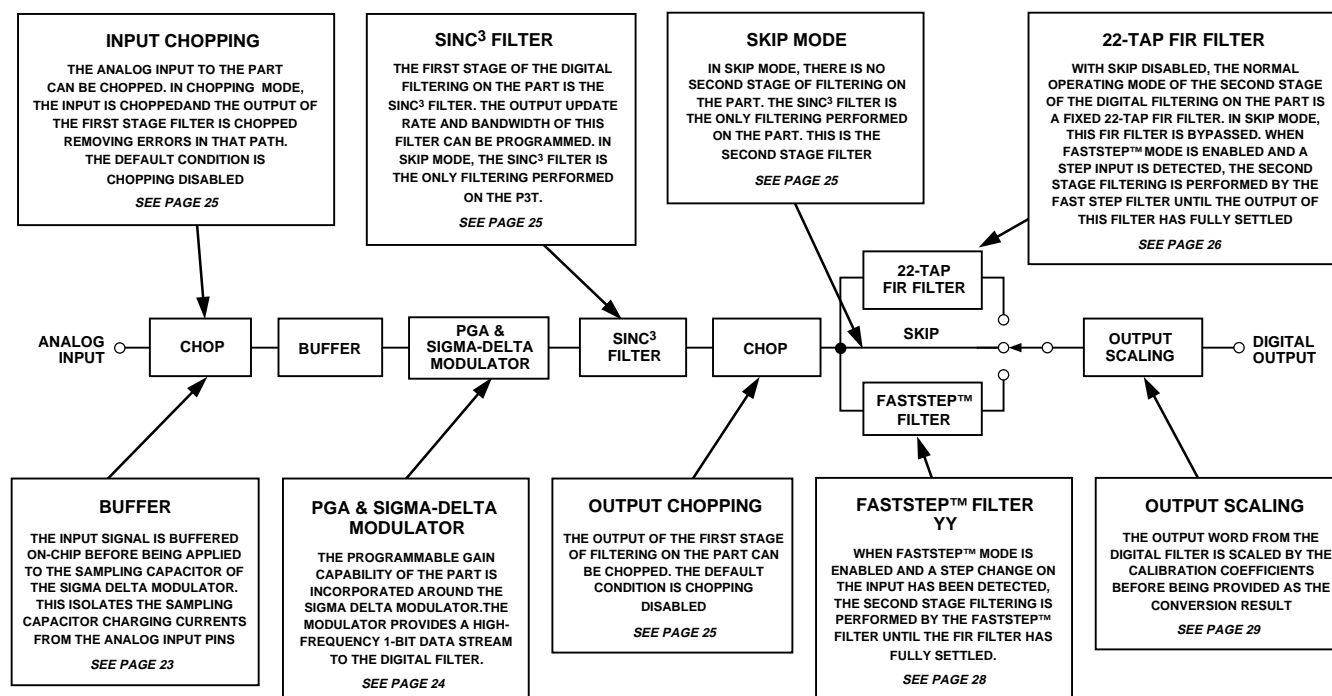 INPUT CHOPPING
THE ANALOG INPUT TO THE PART
CAN BE CHOPPED. IN CHOPPING MODE,
THE INPUT IS CHOPPEDAND THE OUTPUT OF
THE FIRST STAGE FILTER IS CHOPPED
REMOVING ERRORS IN THAT PATH.
THE DEFAULT CONDITION IS
CHOPPING DISABLED
SEE PAGE 25
SINC³ FILTER
THE FIRST STAGE OF THE DIGITAL
FILTERING ON THE PART IS THE
SINC³ FILTER. THE OUTPUT UPDATE
RATE AND BANDWIDTH OF THIS
FILTER CAN BE PROGRAMMED. IN
SKIP MODE, THE SINC³ FILTER IS
THE ONLY FILTERING PERFORMED
ON THE P3T.
SEE PAGE 25
SKIP MODE
IN SKIP MODE, THERE IS NO
SECOND STAGE OF FILTERING ON
THE PART. THE SINC³ FILTER IS
THE ONLY FILTERING PERFORMED
ON THE PART. THIS IS THE
SECOND STAGE FILTER
SEE PAGE 25
22-TAP FIR FILTER
WITH SKIP DISABLED, THE NORMAL
OPERATING MODE OF THE SECOND STAGE
OF THE DIGITAL FILTERING ON THE PART IS
A FIXED 22-TAP FIR FILTER. IN SKIP MODE,
THIS FIR FILTER IS BYPASSED. WHEN
FASTSTEP™ MODE IS ENABLED AND A
STEP INPUT IS DETECTED, THE SECOND
STAGE FILTERING IS PERFORMED BY THE
FAST STEP FILTER UNTIL THE OUTPUT OF
THIS FILTER HAS FULLY SETTLED
SEE PAGE 26
ANALOG
INPUT
CHOP
BUFFER
PGA &
SIGMA-DELTA
MODULATOR
SINC³
FILTER
CHOP
22-TAP
FIR FILTER
SKIP
FASTSTEP™
FILTER
OUTPUT
SCALING
DIGITAL
OUTPUT
BUFFER
THE INPUT SIGNAL IS BUFFERED
ON-CHIP BEFORE BEING APPLIED
TO THE SAMPLING CAPACITOR OF
THE SIGMA DELTA MODULATOR.
THIS ISOLATES THE SAMPLING
CAPACITOR CHARGING CURRENTS
FROM THE ANALOG INPUT PINS
SEE PAGE 23
PGA & SIGMA-DELTA
MODULATOR
THE PROGRAMMABLE GAIN
CAPABILITY OF THE PART IS
INCORPORATED AROUND THE
SIGMA DELTA MODULATOR.THE
MODULATOR PROVIDES A HIGH-
FREQUENCY 1-BIT DATA STREAM
TO THE DIGITAL FILTER.
SEE PAGE 24
OUTPUT CHOPPING
THE OUTPUT OF THE FIRST STAGE
OF FILTERING ON THE PART CAN
BE CHOPPED. THE DEFAULT
CONDITION IS CHOPPING
DISABLED
SEE PAGE 25
FASTSTEP™ FILTER
YY
WHEN FASTSTEP™ MODE IS
ENABLED AND A STEP CHANGE ON
THE INPUT HAS BEEN DETECTED,
THE SECOND STAGE FILTERING IS
PERFORMED BY THE FASTSTEP™
FILTER UNTIL THE FIR FILTER HAS
FULLY SETTLED.
SEE PAGE 28
OUTPUT SCALING
THE OUTPUT WORD FROM THE
DIGITAL FILTER IS SCALED BY THE
CALIBRATION COEFFICIENTS
BEFORE BEING PROVIDED AS THE
CONVERSION RESULT
SEE PAGE 29